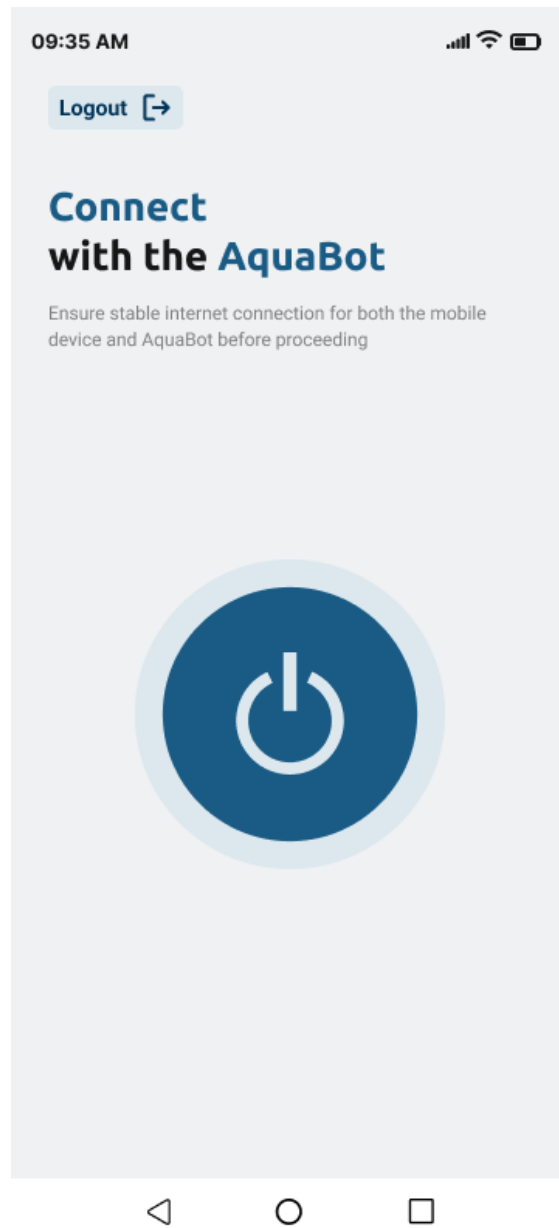 09:35 AM
Logout
Connect
with the AquaBot
Ensure stable internet connection for both the mobile
device and AquaBot before proceeding